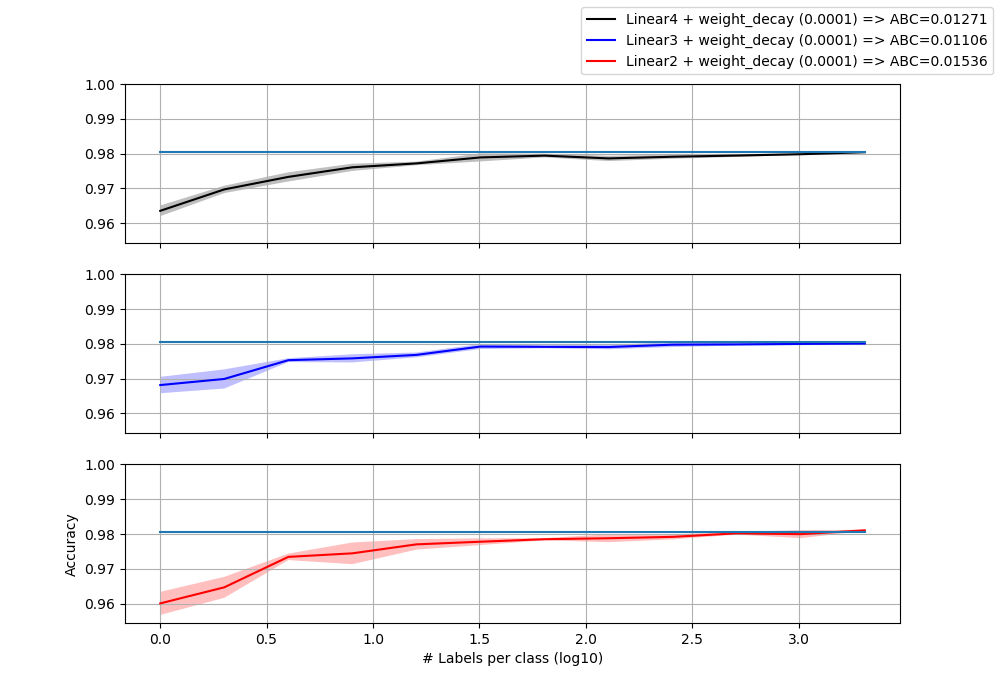 Linear4 + weight_decay (0.0001) => ABC=0.01271
Linear3 + weight_decay (0.0001) => ABC=0.01106
Linear2 + weight_decay (0.0001) => ABC=0.01536
1.00
0.99
0.98
0.97
0.96
1.00
0.99
0.98
0.97
0.96
1.00
0.99
0.98
0.97
0.96
Accuracy
0.0 0.5 1.0 1.5 2.0 2.5 3.0
# Labels per class (log10)